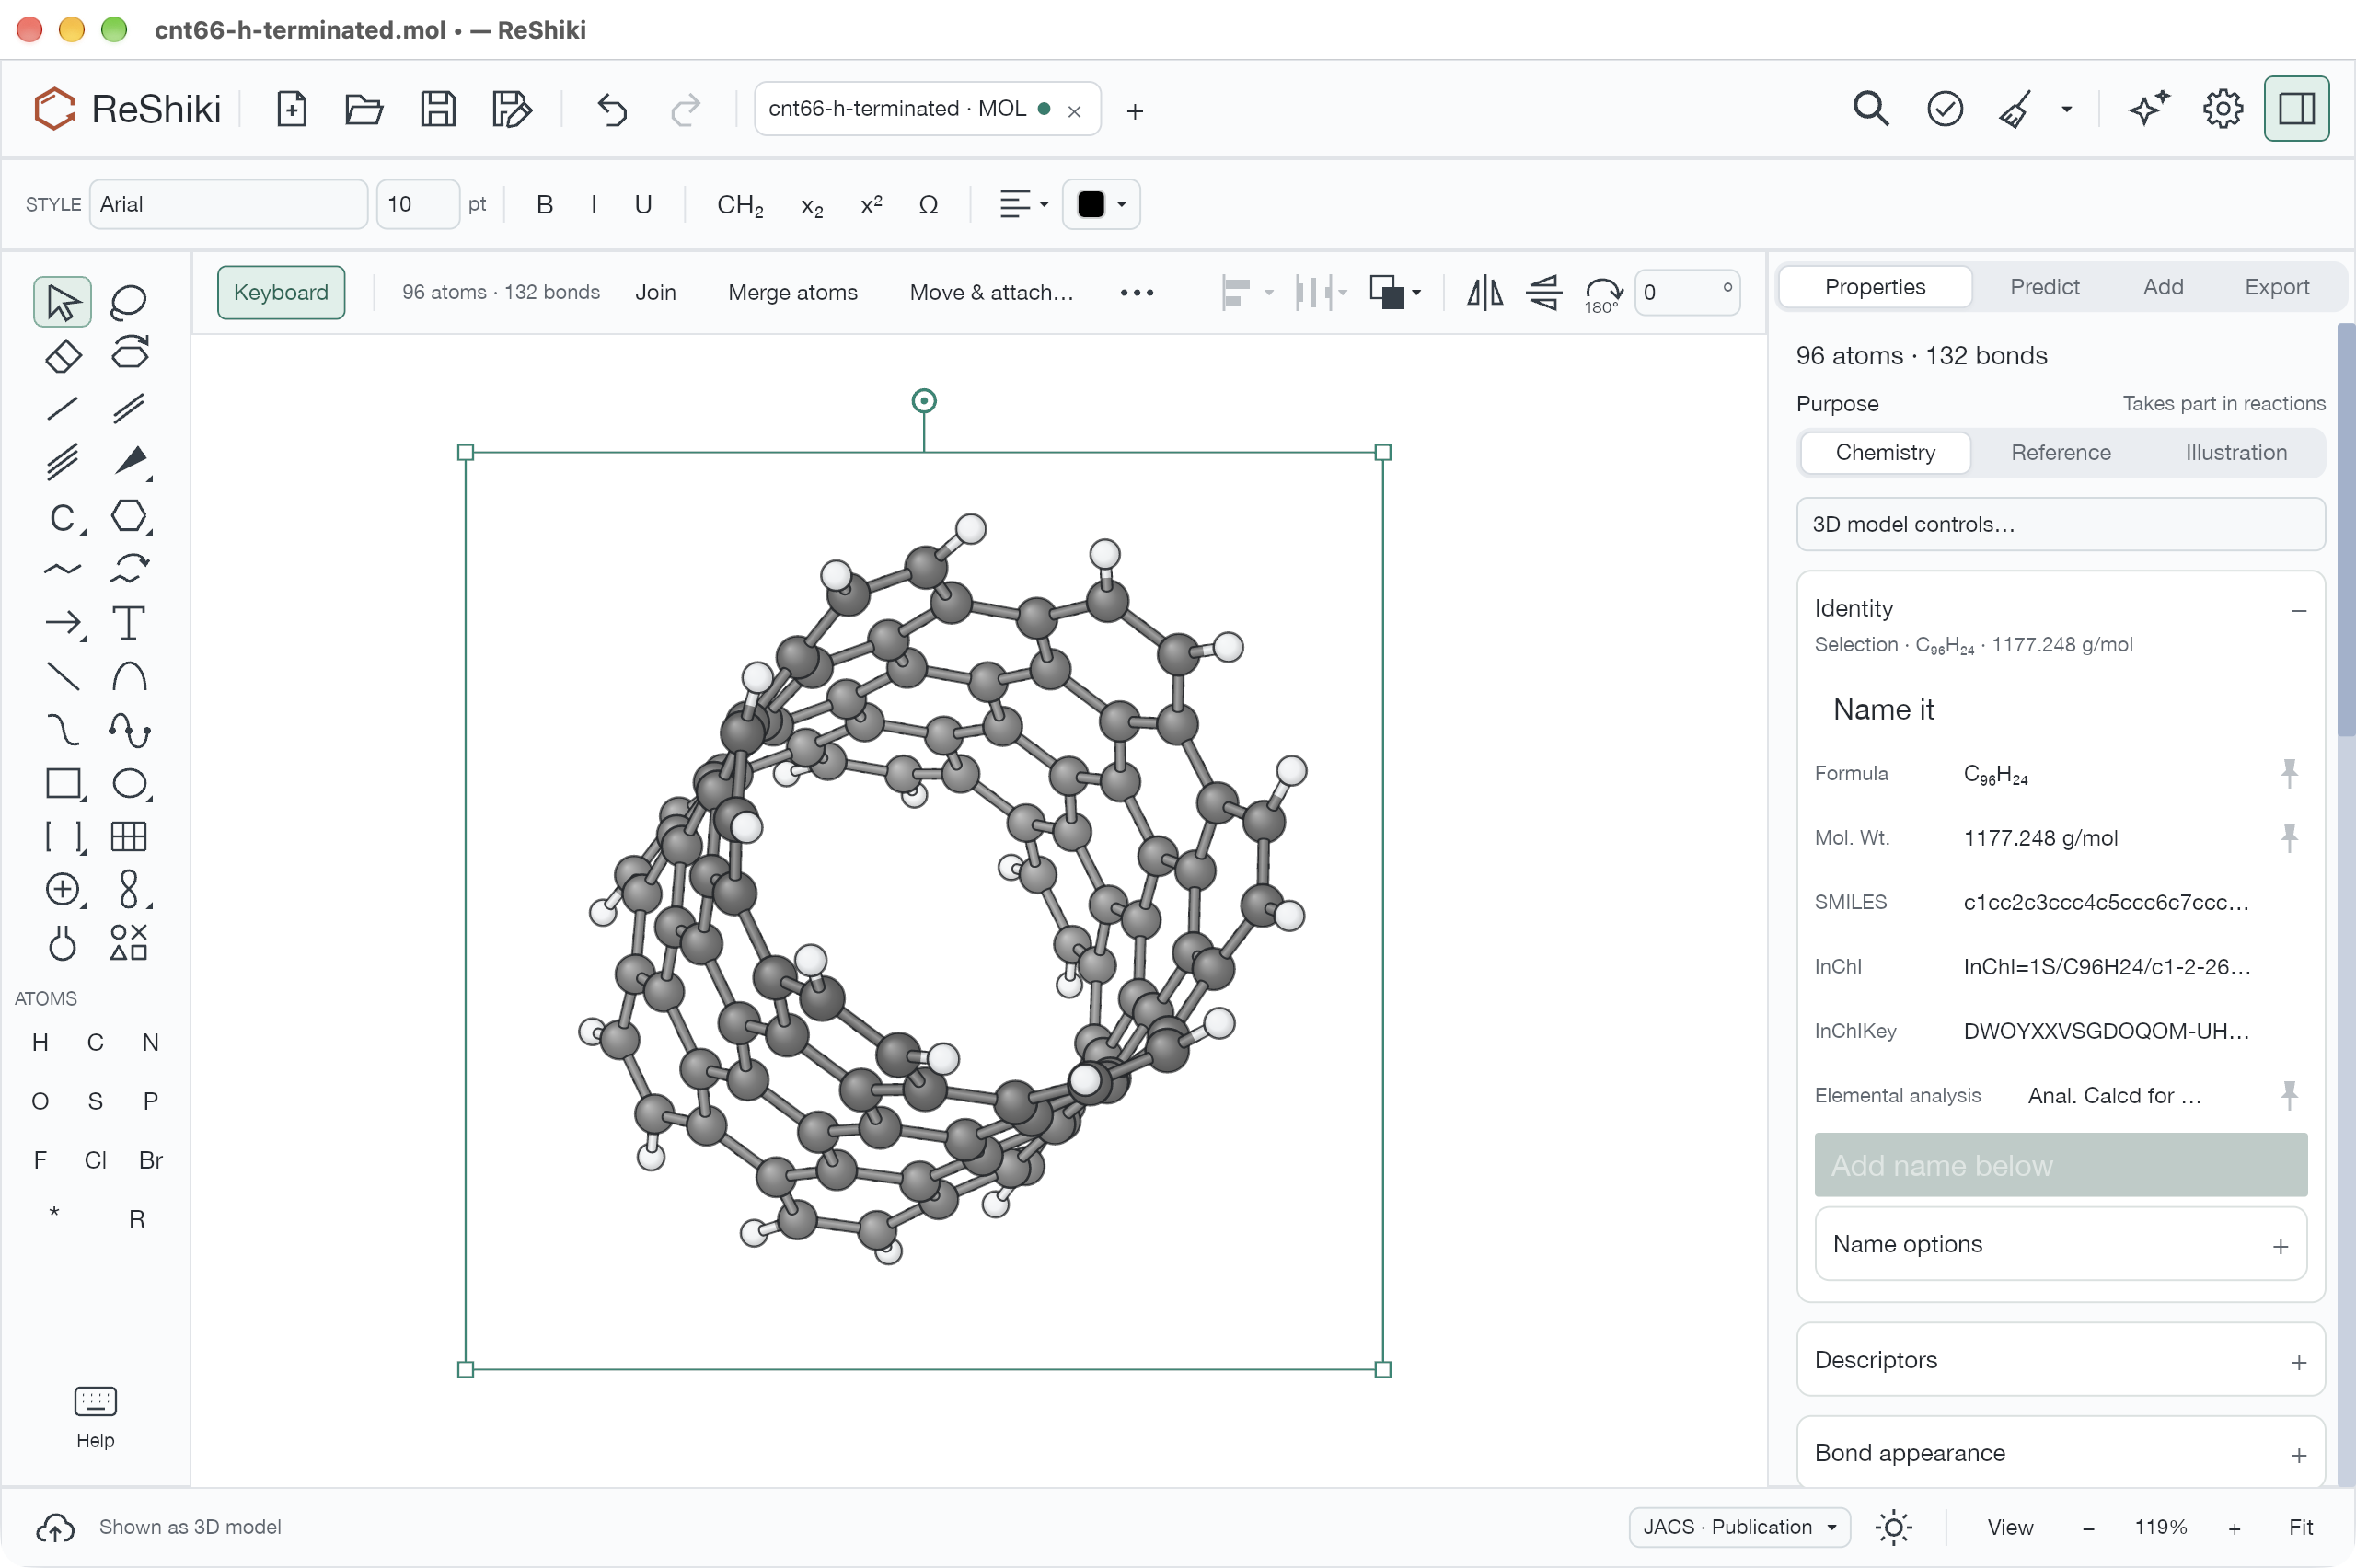 cnt66-h-terminated.mol • — ReShiki
ReShiki
cnt66-h-terminated · MOL
STYLE Arial 10 pt B I U CH₂ x₂ x² Ω
Keyboard 96 atoms · 132 bonds Join Merge atoms Move & attach... 180° 0 °
Properties Predict Add Export
96 atoms · 132 bonds
Purpose Takes part in reactions
Chemistry Reference Illustration
3D model controls...
Identity
Selection · C₉₆H₂₄ · 1177.248 g/mol
Name it
Formula C₉₆H₂₄
Mol. Wt. 1177.248 g/mol
SMILES c1cc2c3ccc4c5ccc6c7ccc...
InChI InChI=1S/C96H24/c1-2-26...
InChIKey DWOYXXVSGDOQOM-UH...
Elemental analysis Anal. Calcd for ...
Add name below
Name options
Descriptors
Bond appearance
C
T
[ ]
ATOMS
H C N
O S P
F Cl Br
* R
Help
Shown as 3D model
JACS · Publication View − 119% + Fit